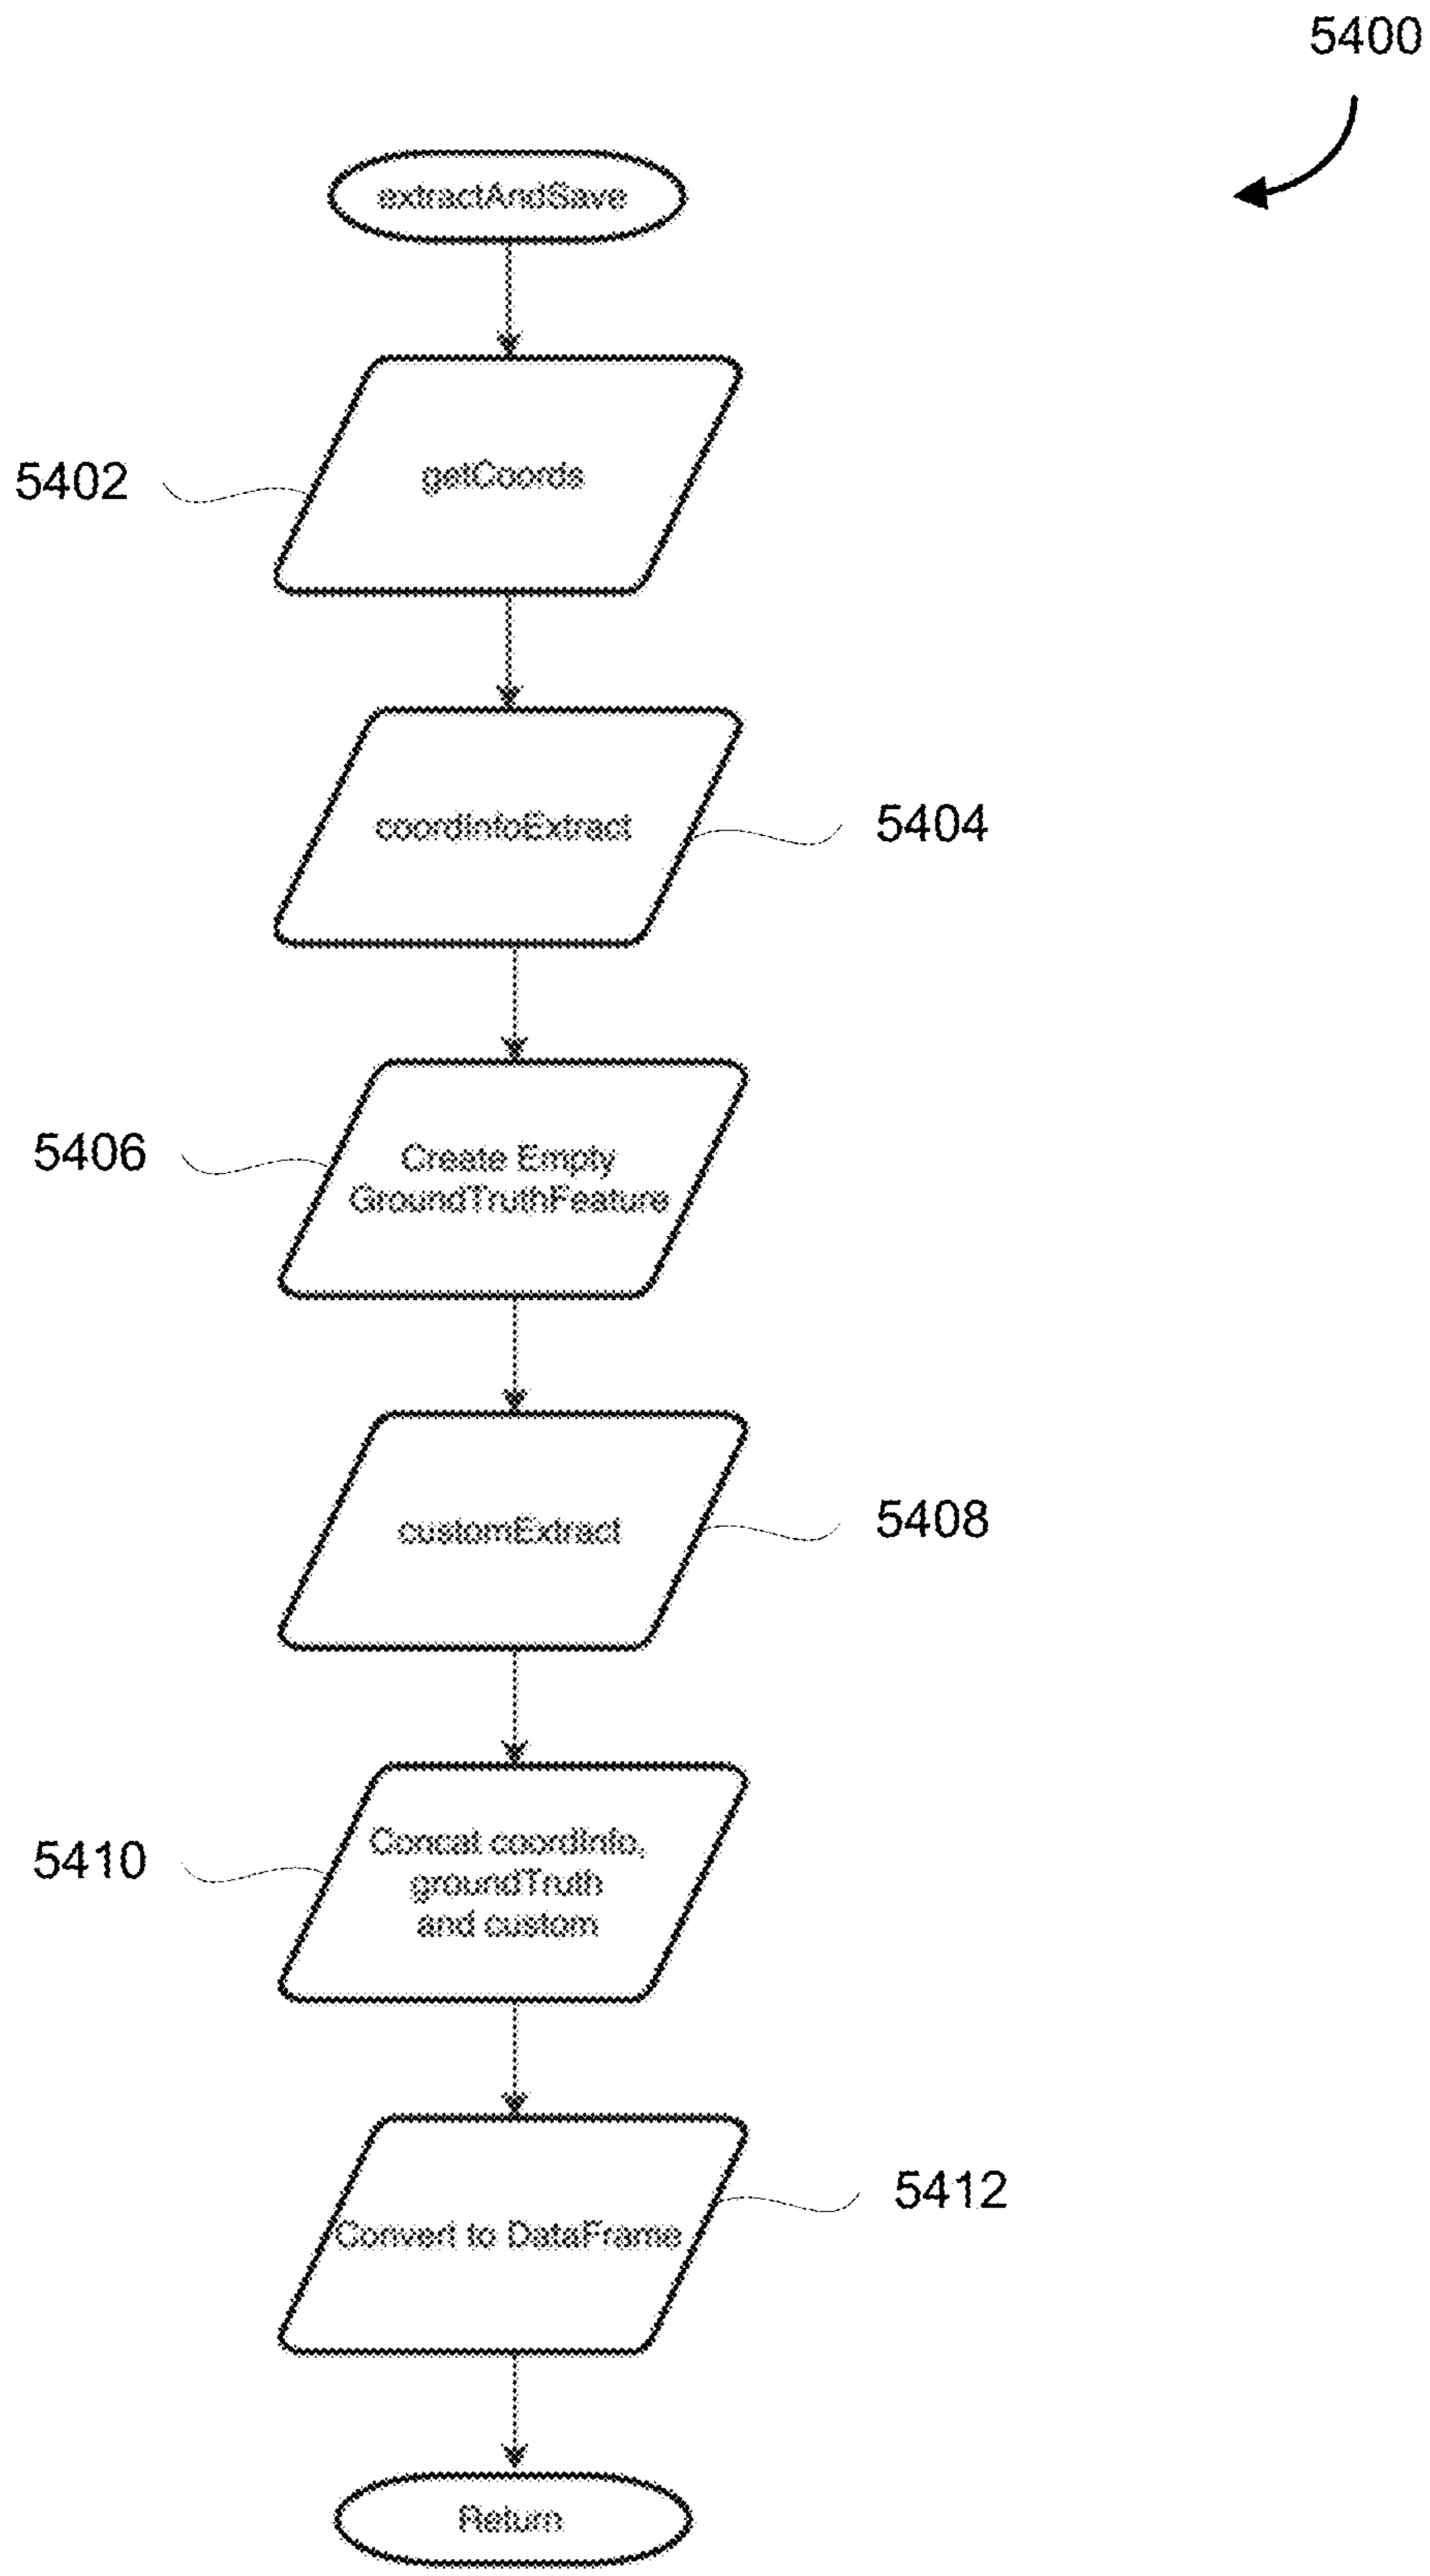 5400
extractAndSave
getCoords
5402
coordInfoExtract
5404
5406
Create Empty
GroundTruthFeature
customExtract
5408
5410
Concat coordInfo,
groundTruth
and custom
5412
Convert to DataFrame
Return